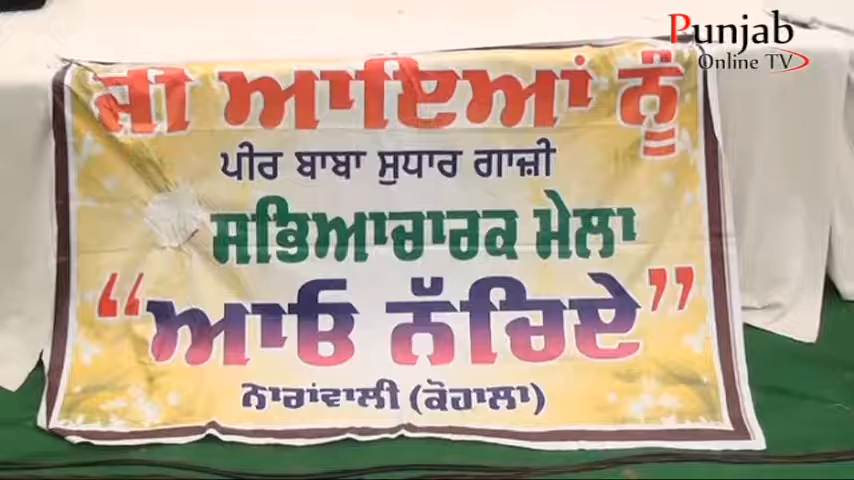 Punjab
Online TV
ਜੀ ਆਇਆਂ ਨੂੰ
ਪੀਰ ਬਾਬਾ ਸੁਧਾਰ ਗਾਜ਼ੀ
ਸਭਿਆਚਾਰਕ ਮੇਲਾ
“ਆਓ ਨੱਚਿਏ”
ਨਾਰਾਂਵਾਲੀ (ਕੋਹਾਲਾ)